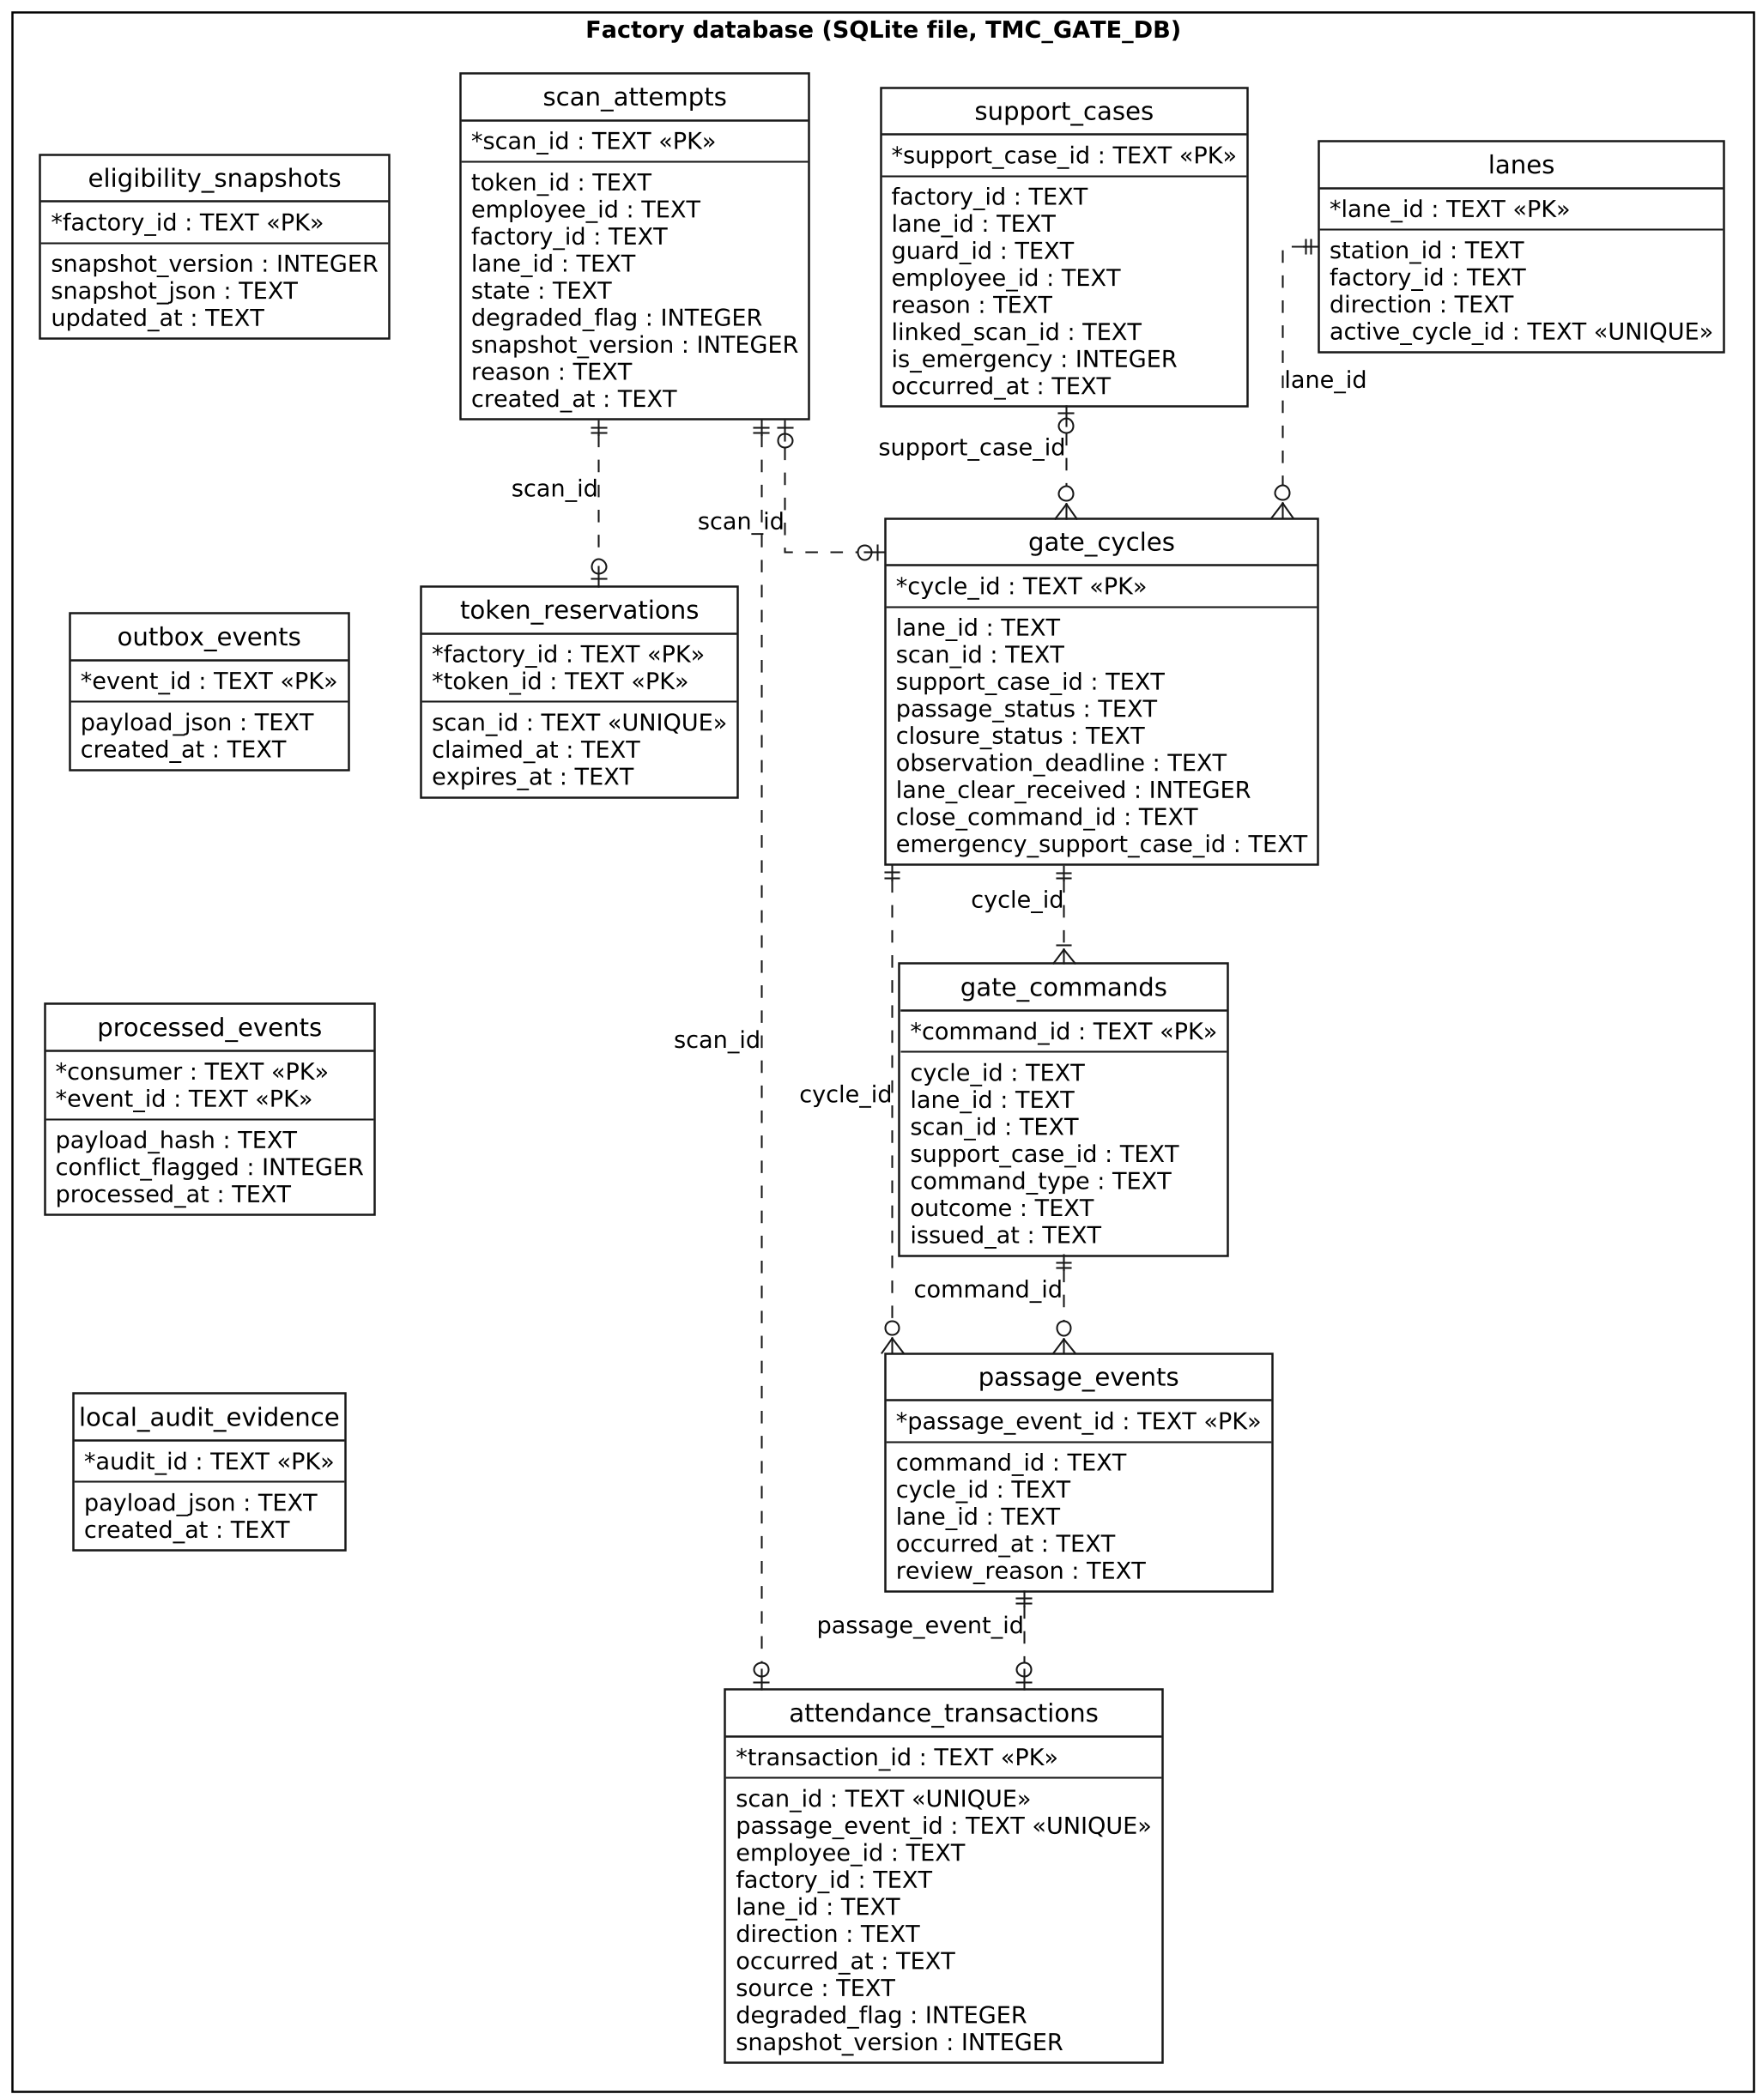 Factory database (SQLite file, TMC_GATE_DB)
scan_attempts
*scan_id : TEXT «PK»
token_id : TEXT
employee_id : TEXT
factory_id : TEXT
lane_id : TEXT
state : TEXT
degraded_flag : INTEGER
snapshot_version : INTEGER
reason : TEXT
created_at : TEXT
support_cases
*support_case_id : TEXT «PK»
factory_id : TEXT
lane_id : TEXT
guard_id : TEXT
employee_id : TEXT
reason : TEXT
linked_scan_id : TEXT
is_emergency : INTEGER
occurred_at : TEXT
lanes
*lane_id : TEXT «PK»
station_id : TEXT
factory_id : TEXT
direction : TEXT
active_cycle_id : TEXT «UNIQUE»
eligibility_snapshots
*factory_id : TEXT «PK»
snapshot_version : INTEGER
snapshot_json : TEXT
updated_at : TEXT
lane_id
support_case_id
scan_id
scan_id
gate_cycles
*cycle_id : TEXT «PK»
lane_id : TEXT
scan_id : TEXT
support_case_id : TEXT
passage_status : TEXT
closure_status : TEXT
observation_deadline : TEXT
lane_clear_received : INTEGER
close_command_id : TEXT
emergency_support_case_id : TEXT
token_reservations
*factory_id : TEXT «PK»
*token_id : TEXT «PK»
scan_id : TEXT «UNIQUE»
claimed_at : TEXT
expires_at : TEXT
outbox_events
*event_id : TEXT «PK»
payload_json : TEXT
created_at : TEXT
cycle_id
gate_commands
*command_id : TEXT «PK»
cycle_id : TEXT
lane_id : TEXT
scan_id : TEXT
support_case_id : TEXT
command_type : TEXT
outcome : TEXT
issued_at : TEXT
processed_events
*consumer : TEXT «PK»
*event_id : TEXT «PK»
payload_hash : TEXT
conflict_flagged : INTEGER
processed_at : TEXT
scan_id
cycle_id
command_id
passage_events
*passage_event_id : TEXT «PK»
command_id : TEXT
cycle_id : TEXT
lane_id : TEXT
occurred_at : TEXT
review_reason : TEXT
local_audit_evidence
*audit_id : TEXT «PK»
payload_json : TEXT
created_at : TEXT
passage_event_id
attendance_transactions
*transaction_id : TEXT «PK»
scan_id : TEXT «UNIQUE»
passage_event_id : TEXT «UNIQUE»
employee_id : TEXT
factory_id : TEXT
lane_id : TEXT
direction : TEXT
occurred_at : TEXT
source : TEXT
degraded_flag : INTEGER
snapshot_version : INTEGER